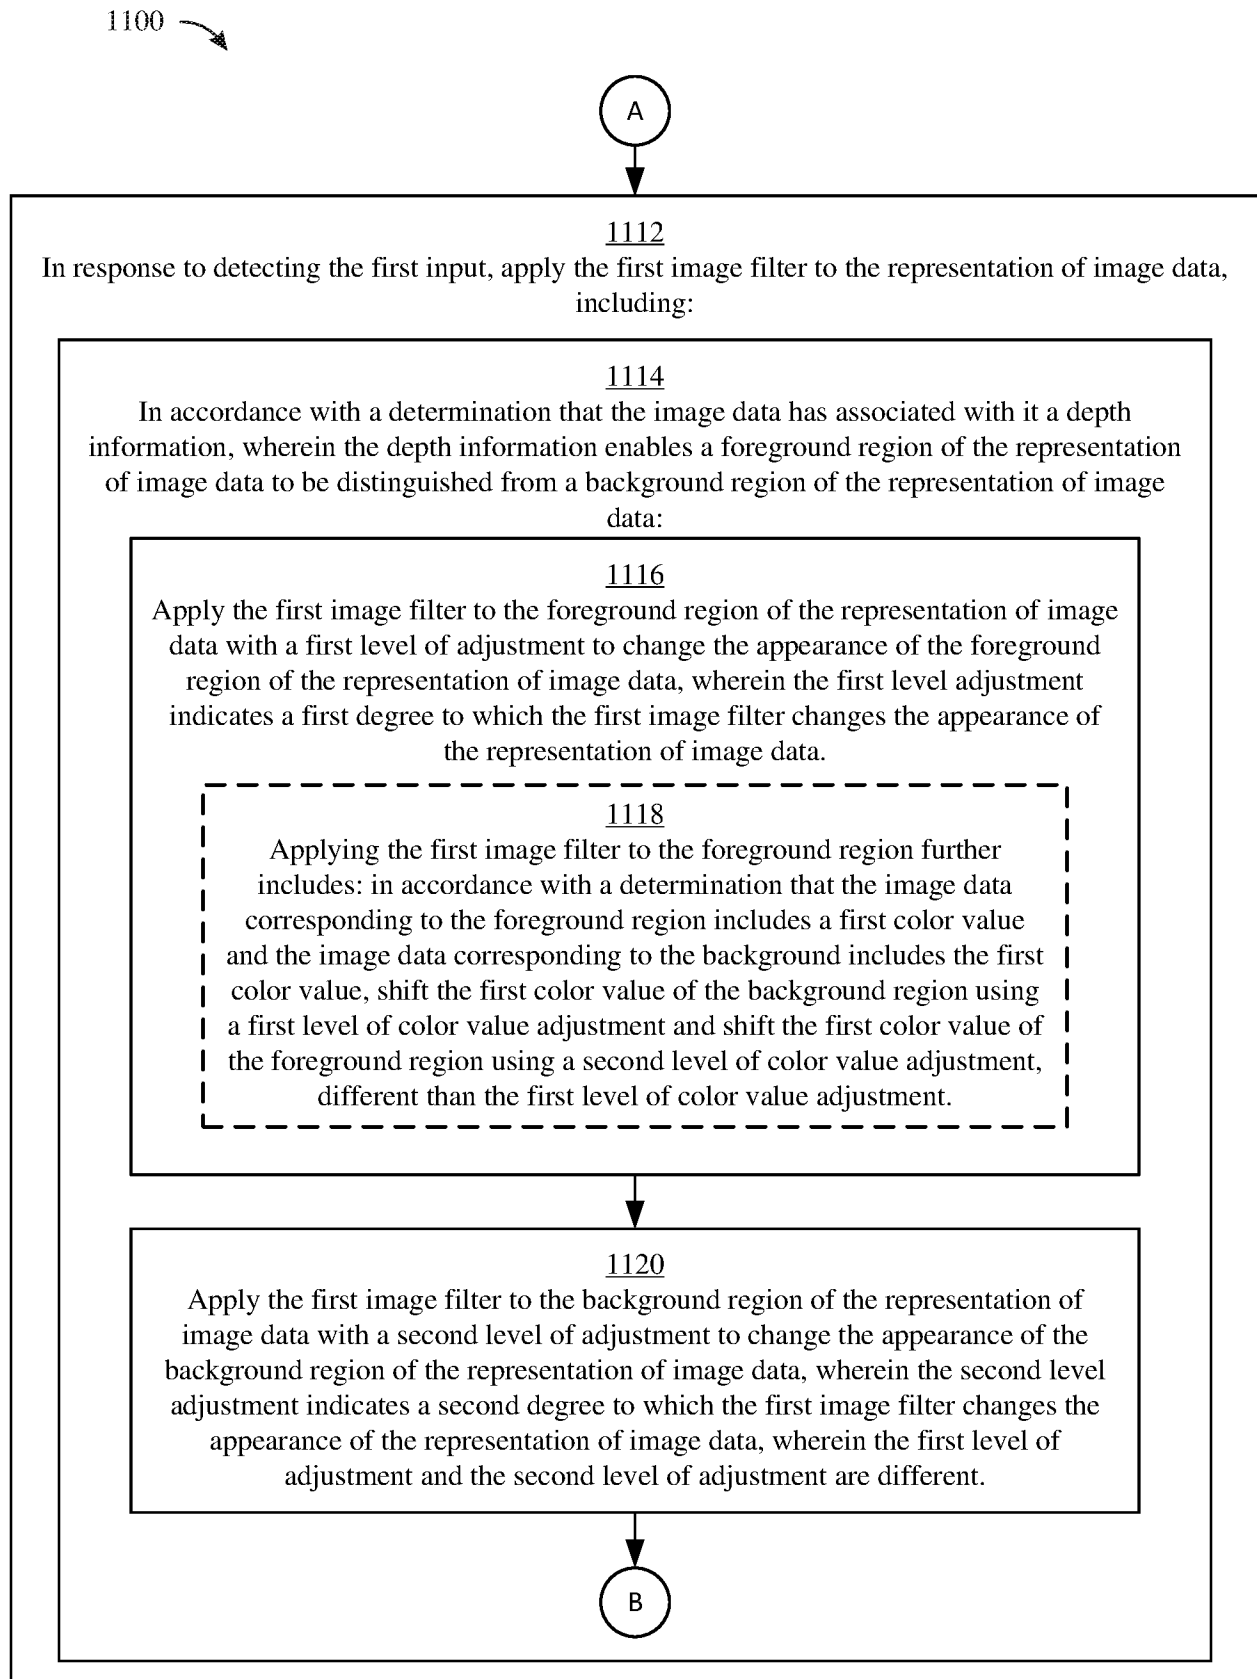 1100
A
1112
In response to detecting the first input, apply the first image filter to the representation of image data,
including:
1114
In accordance with a determination that the image data has associated with it a depth
information, wherein the depth information enables a foreground region of the representation
of image data to be distinguished from a background region of the representation of image
data:
1116
Apply the first image filter to the foreground region of the representation of image
data with a first level of adjustment to change the appearance of the foreground
region of the representation of image data, wherein the first level adjustment
indicates a first degree to which the first image filter changes the appearance of
the representation of image data.
1118
Applying the first image filter to the foreground region further
includes: in accordance with a determination that the image data
corresponding to the foreground region includes a first color value
and the image data corresponding to the background includes the first
color value, shift the first color value of the background region using
a first level of color value adjustment and shift the first color value of
the foreground region using a second level of color value adjustment,
different than the first level of color value adjustment.
1120
Apply the first image filter to the background region of the representation of
image data with a second level of adjustment to change the appearance of the
background region of the representation of image data, wherein the second level
adjustment indicates a second degree to which the first image filter changes the
appearance of the representation of image data, wherein the first level of
adjustment and the second level of adjustment are different.
B